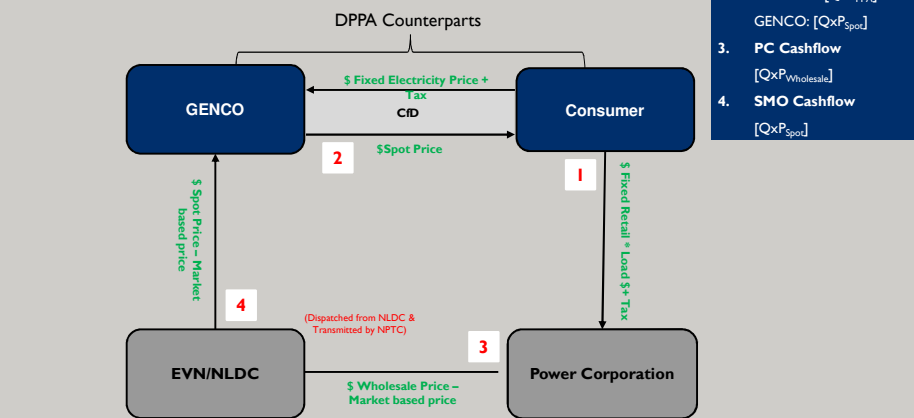 DPPA Counterparts
GENCO: [QxPSpot]
3. PC Cashflow
[QxPWholesale]
4. SMO Cashflow
[QxPSpot]
$ Fixed Electricity Price +
Tax
GENCO
CfD
Consumer
2
$Spot Price
1
$ Spot Price – Market
based price
$ Fixed Retail * Load $+ Tax
4
(Dispatched from NLDC &
Transmitted by NPTC)
3
EVN/NLDC
Power Corporation
$ Wholesale Price –
Market based price